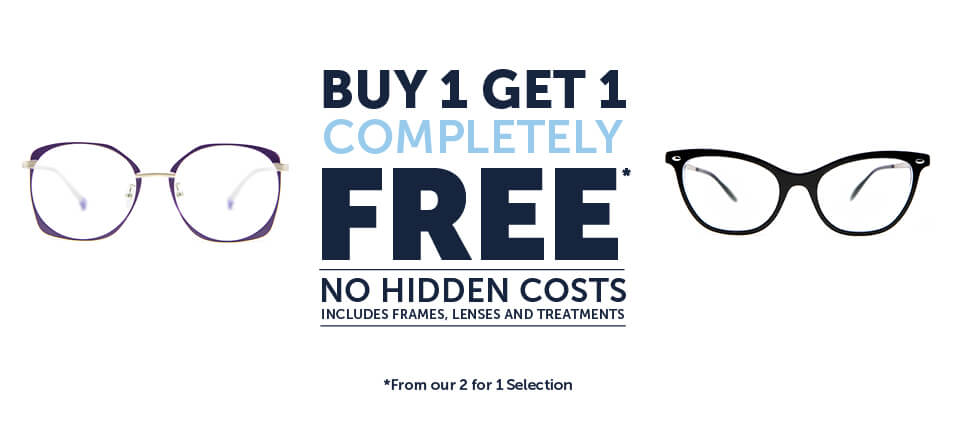 BUY 1 GET 1
COMPLETELY
FREE*
NO HIDDEN COSTS
INCLUDES FRAMES, LENSES AND TREATMENTS
*From our 2 for 1 Selection